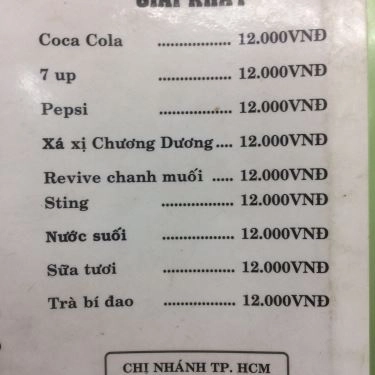 GIẢI KHÁT
Coca Cola .................... 12.000VNĐ
7 up .................... 12.000VNĐ
Pepsi .................... 12.000VNĐ
Xá xị Chương Dương .... 12.000VNĐ
Revive chanh muối ..... 12.000VNĐ
Sting .................... 12.000VNĐ
Nước suối .................... 12.000VNĐ
Sữa tươi .................... 12.000VNĐ
Trà bí đao .................... 12.000VNĐ
CHI NHÁNH TP. HCM